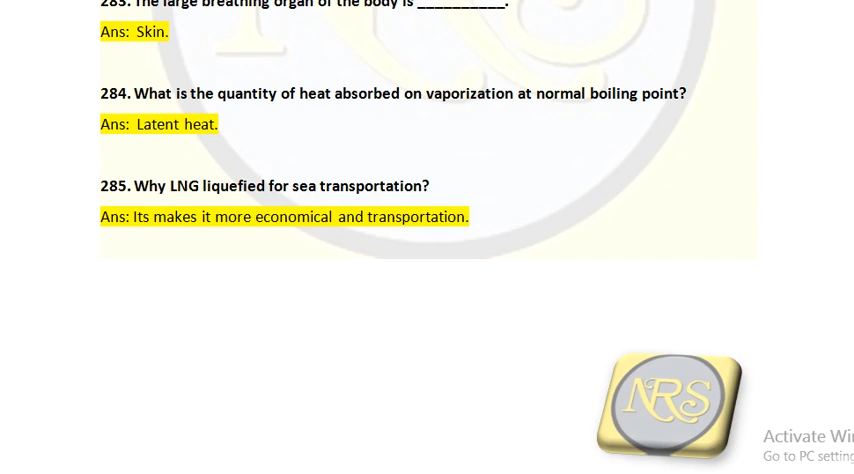 283. The large breathing organ of the body is __________.
Ans: Skin.
284. What is the quantity of heat absorbed on vaporization at normal boiling point?
Ans: Latent heat.
285. Why LNG liquefied for sea transportation?
Ans: Its makes it more economical and transportation.
NRS
Activate Wi
Go to PC setting